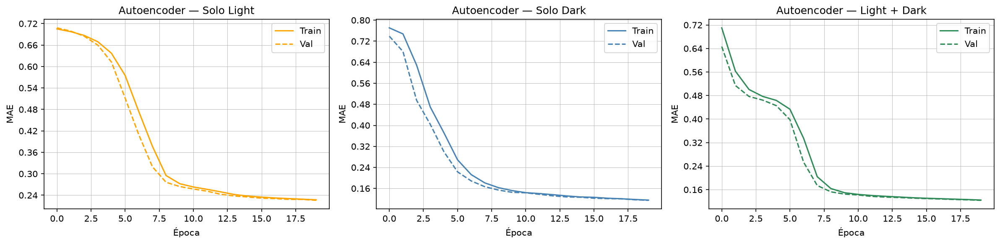 Autoencoder — Solo Light
0.72
0.66
0.60
0.54
0.48
0.42
0.36
0.30
0.24
MAE
0.0 2.5 5.0 7.5 10.0 12.5 15.0 17.5
Época
Train
Val
Autoencoder — Solo Dark
0.80
0.72
0.64
0.56
0.48
0.40
0.32
0.24
0.16
MAE
0.0 2.5 5.0 7.5 10.0 12.5 15.0 17.5
Época
Train
Val
Autoencoder — Light + Dark
0.72
0.64
0.56
0.48
0.40
0.32
0.24
0.16
MAE
0.0 2.5 5.0 7.5 10.0 12.5 15.0 17.5
Época
Train
Val